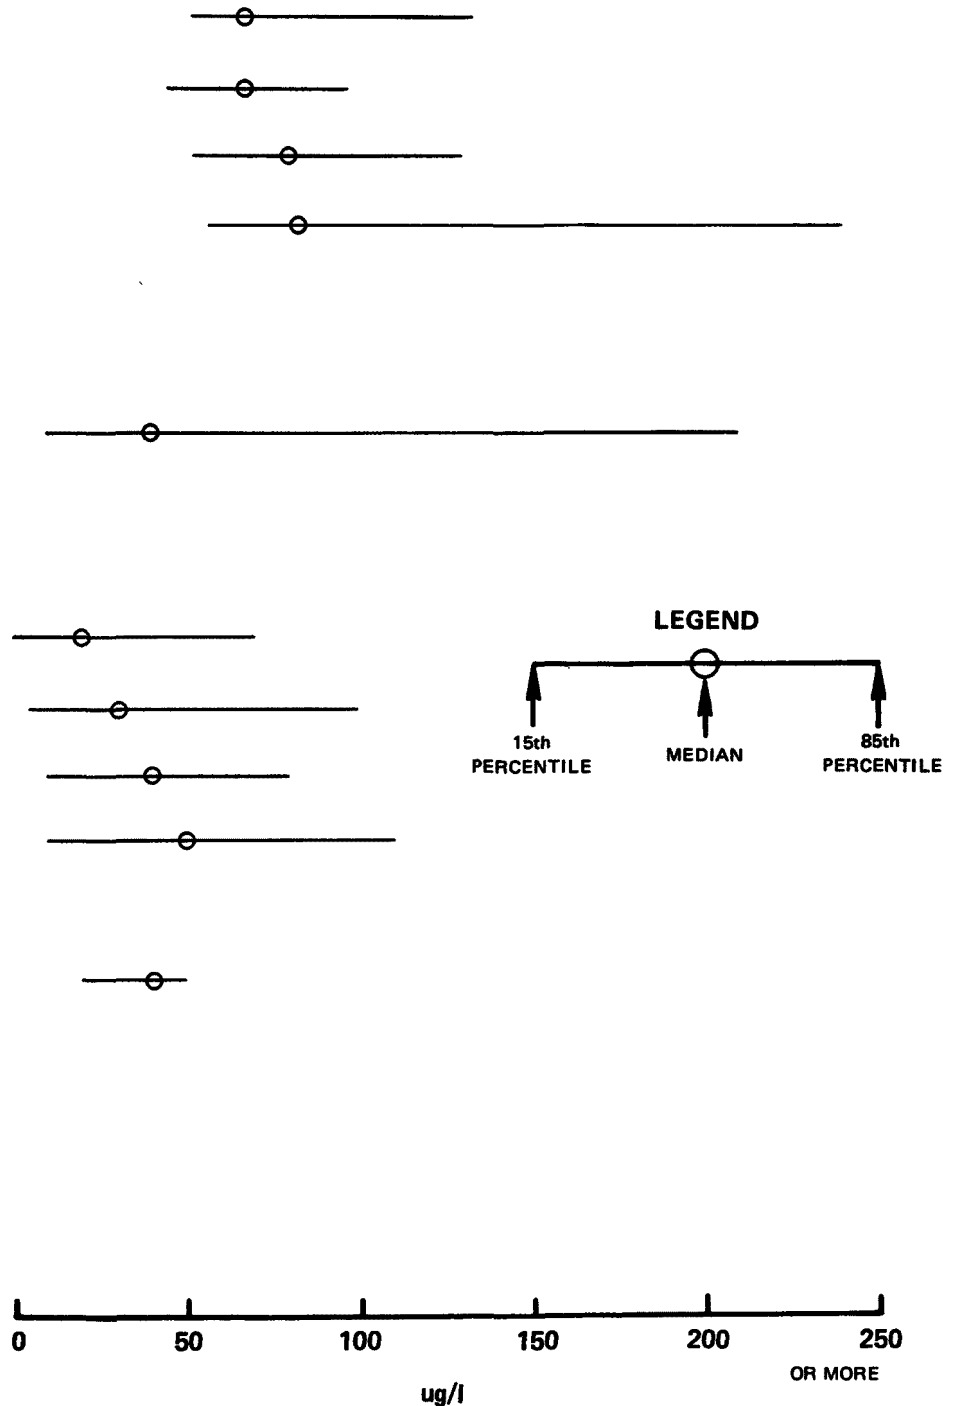 LEGEND
15th
PERCENTILE
MEDIAN
85th
PERCENTILE
0 50 100 150 200 250
OR MORE
ug/l